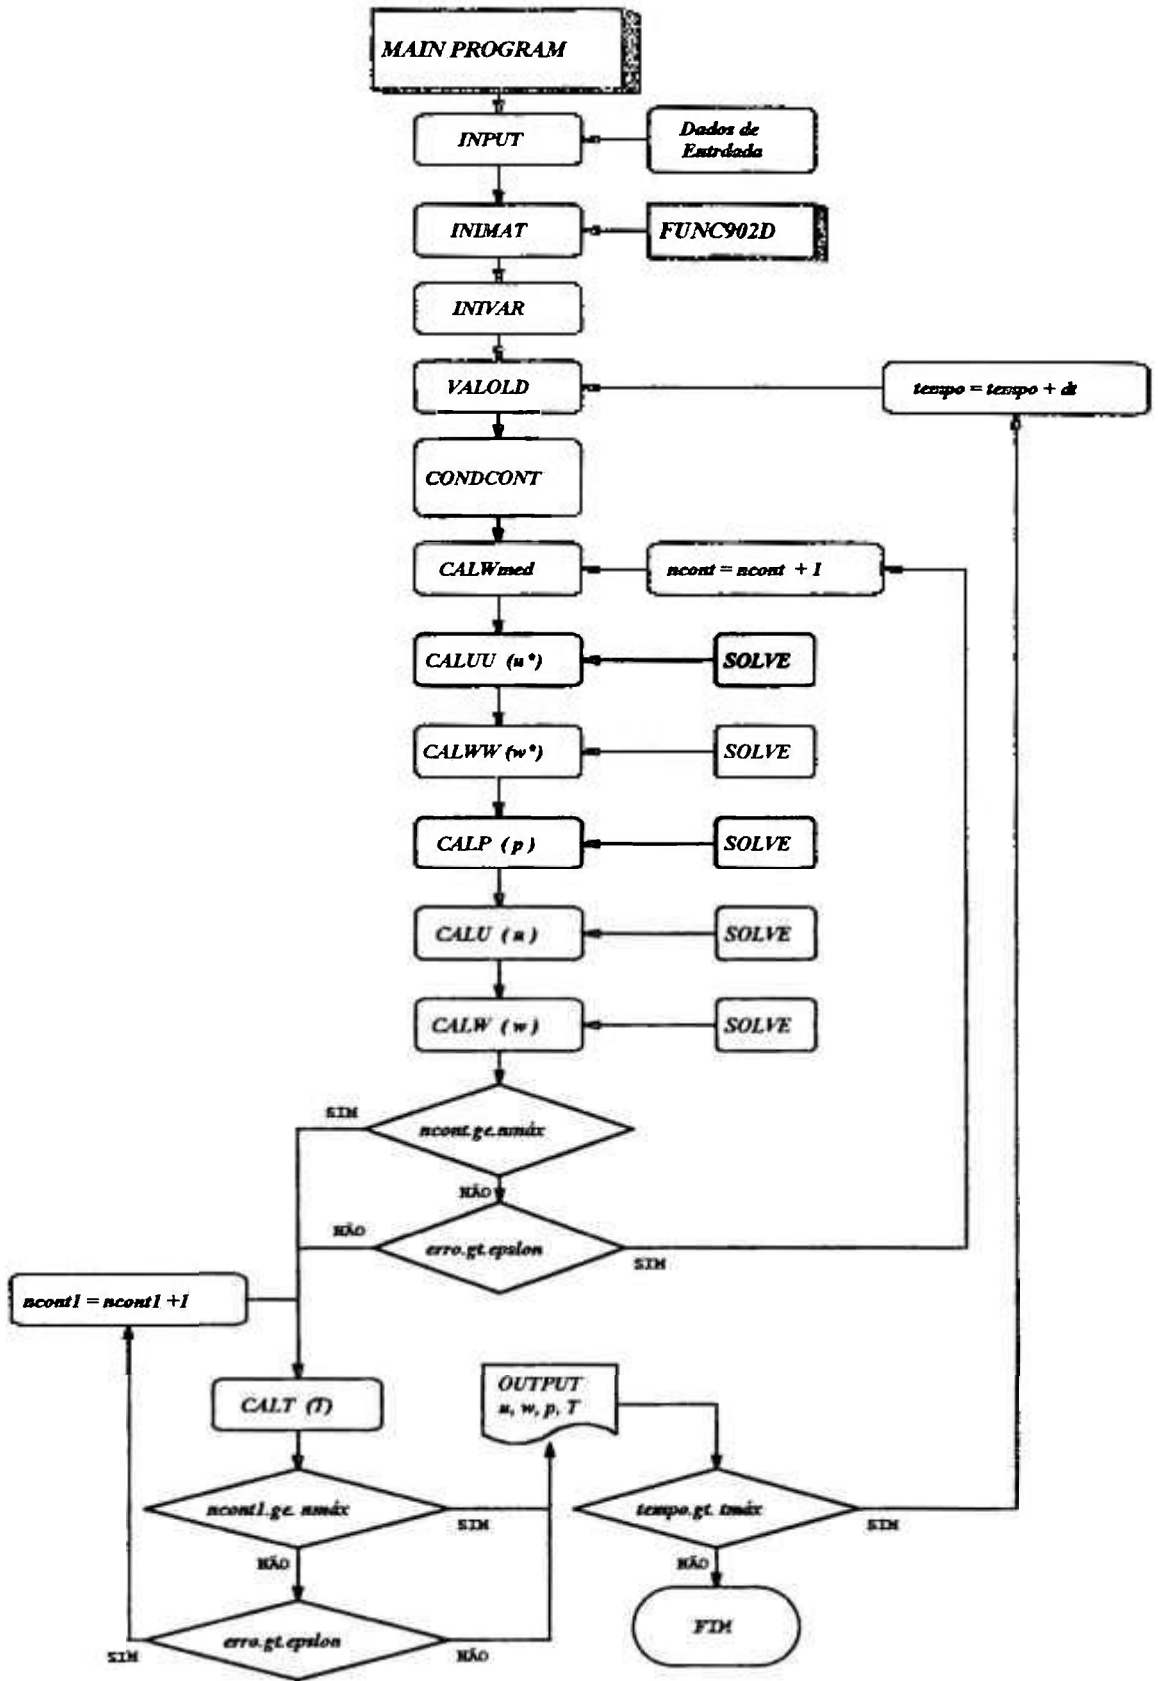 MAIN PROGRAM
INPUT
Dados de
Entrdada
INIMAT
FUNC902D
INIVAR
VALOLD
tempo = tempo + dt
CONDCONT
CALWmed
ncont = ncont + 1
CALUU (u*)
SOLVE
CALWW (w*)
SOLVE
CALP ( p )
SOLVE
CALU ( u )
SOLVE
CALW ( w )
SOLVE
SIM
ncont.ge.nmáx
NÃO
NÃO
erro.gt.epslon
SIM
ncont1 = ncont1 +1
CALT (T)
OUTPUT
u, w, p, T
ncont1.ge. nmáx
SIM
tempo.gt. tmáx
SIM
NÃO
NÃO
erro.gt.epslon
SIM
NÃO
FIM